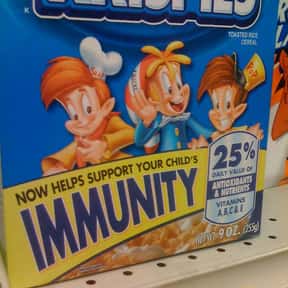 KRISPIES
K
TOASTED RICE
CEREAL
NOW HELPS SUPPORT YOUR CHILD'S
IMMUNITY
25%
DAILY VALUE OF
ANTIOXIDANTS
& NUTRIENTS
VITAMINS
A, B, C & E
NET WT. 9 OZ. (255g)